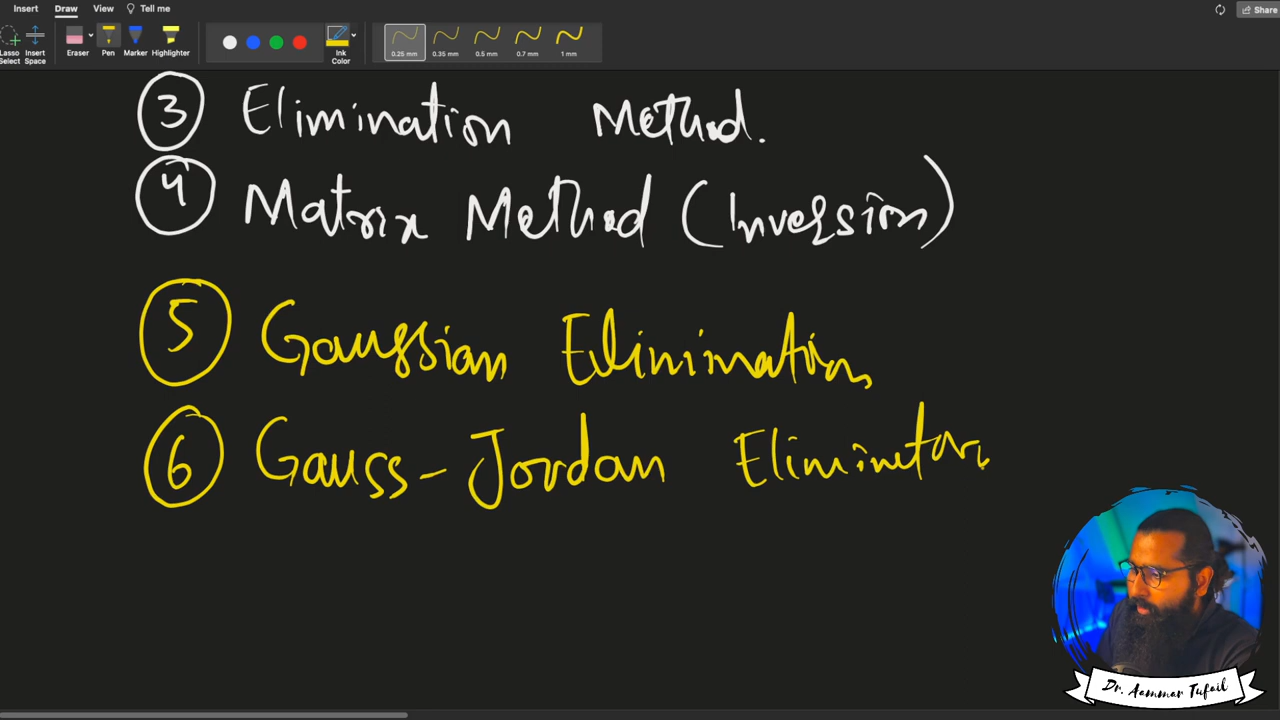 Insert Draw View Tell me
Share
Lasso Select
Insert Space
Eraser
Pen
Marker
Highlighter
Ink Color
0.25 mm
0.35 mm
0.5 mm
0.7 mm
1 mm
3 Elimination Method.
4 Matrix Method (Inversion)
5 Gaussian Elimination
6 Gauss-Jordan Elimination
Dr. Aammar Tufail